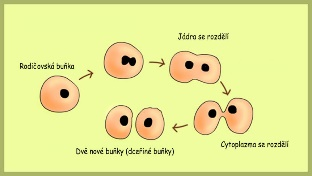 Jádra se rozdělí
Rodičovská buňka
Cytoplazma se rozdělí
Dvě nové buňky (dceřiné buňky)